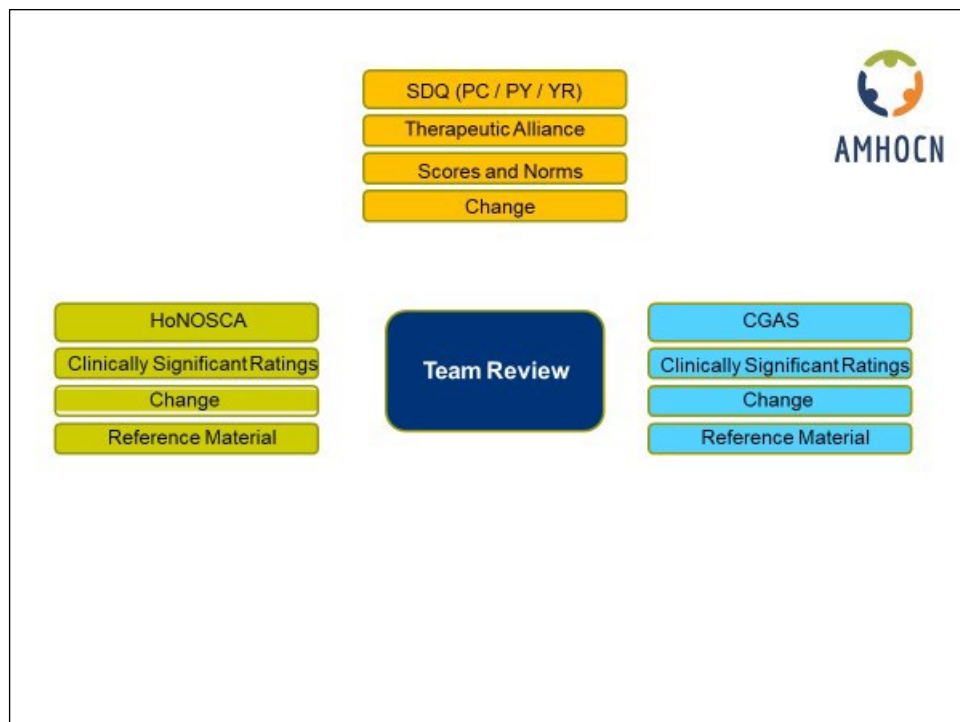 SDQ (PC / PY / YR)
Therapeutic Alliance
Scores and Norms
Change
AMHOCN
HoNOSCA
Clinically Significant Ratings
Change
Reference Material
Team Review
CGAS
Clinically Significant Ratings
Change
Reference Material